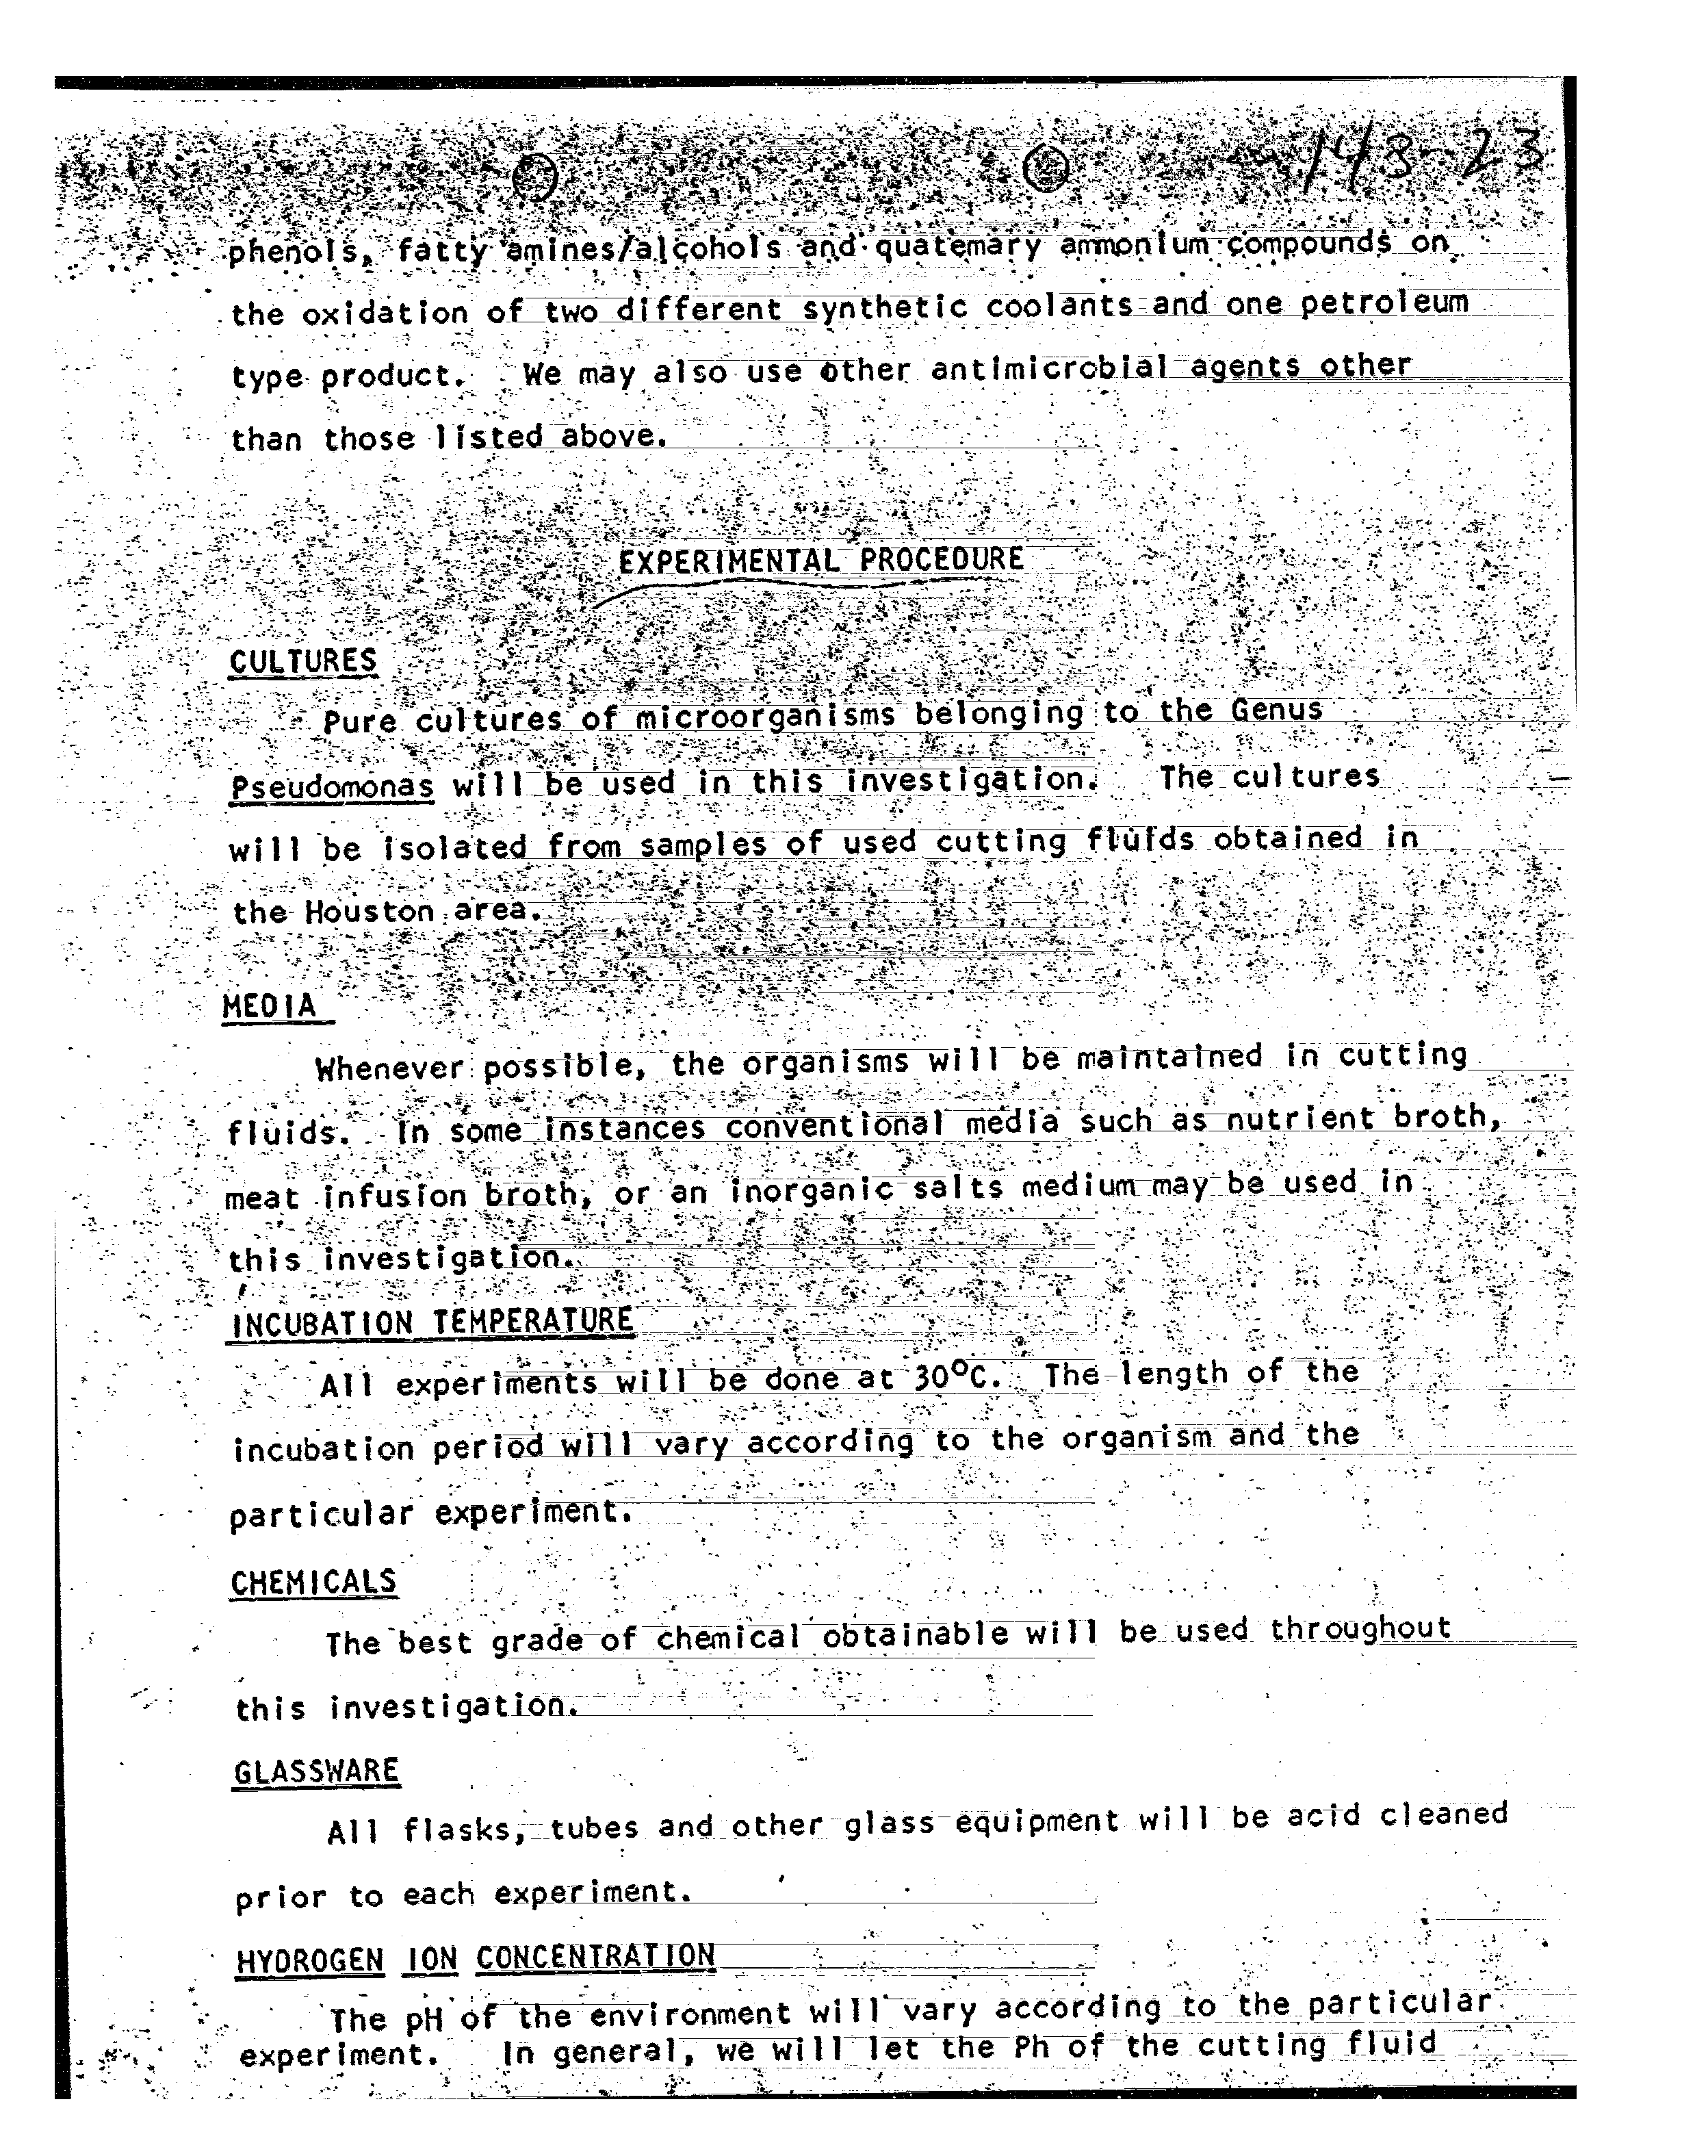 143-23
phenols, fatty amines/alcohols and quatemary ammonium compounds on
the oxidation of two different synthetic coolants and one petroleum
type product. We may also use other antimicrobial agents other
than those listed above.
EXPERIMENTAL PROCEDURE
CULTURES
Pure cultures of microorganisms belonging to the Genus
Pseudomonas will be used in this investigation. The cultures
will be isolated from samples of used cutting fluids obtained in
the Houston area.
MEDIA
Whenever possible, the organisms will be maintained in cutting
fluids. In some instances conventional media such as nutrient broth,
meat infusion broth, or an inorganic salts medium may be used in
this investigation.
INCUBATION TEMPERATURE
All experiments will be done at 30°C. The length of the
incubation period will vary according to the organism and the
particular experiment.
CHEMICALS
The best grade of chemical obtainable will be used throughout
this investigation.
GLASSWARE
All flasks, tubes and other glass equipment will be acid cleaned
prior to each experiment.
HYDROGEN ION CONCENTRATION
The pH of the environment will vary according to the particular
experiment. In general, we will let the Ph of the cutting fluid